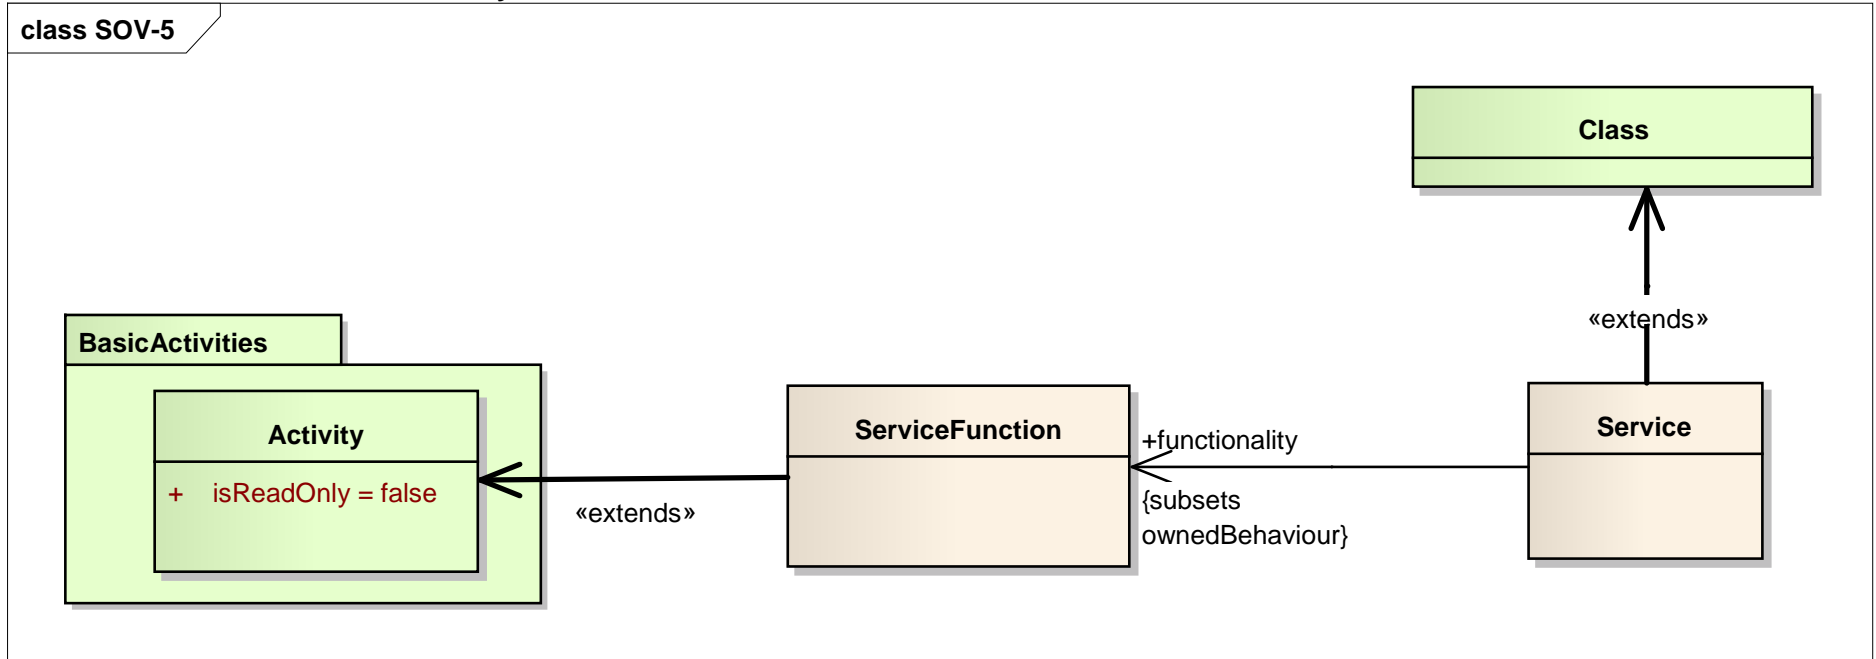 class SOV-5
Class
«extends»
BasicActivities
Activity
+ isReadOnly = false
«extends»
ServiceFunction
+functionality
{subsets
ownedBehaviour}
Service